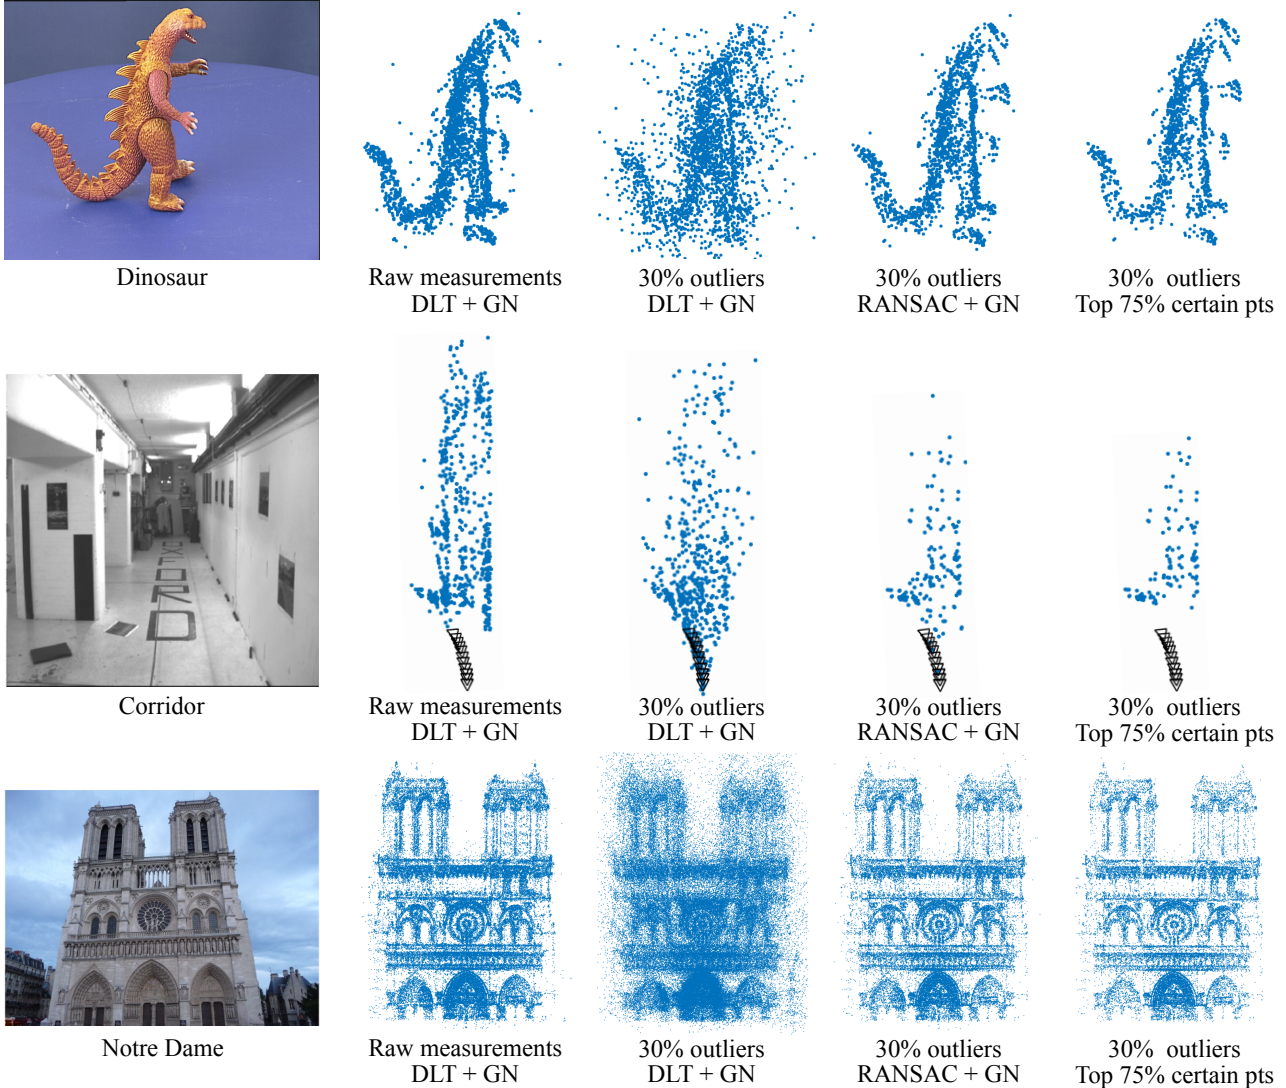 Dinosaur
Raw measurements
DLT + GN
30% outliers
DLT + GN
30% outliers
RANSAC + GN
30%  outliers
Top 75% certain pts
OXFORD
Corridor
Raw measurements
DLT + GN
30% outliers
DLT + GN
30% outliers
RANSAC + GN
30%  outliers
Top 75% certain pts
Notre Dame
Raw measurements
DLT + GN
30% outliers
DLT + GN
30% outliers
RANSAC + GN
30%  outliers
Top 75% certain pts